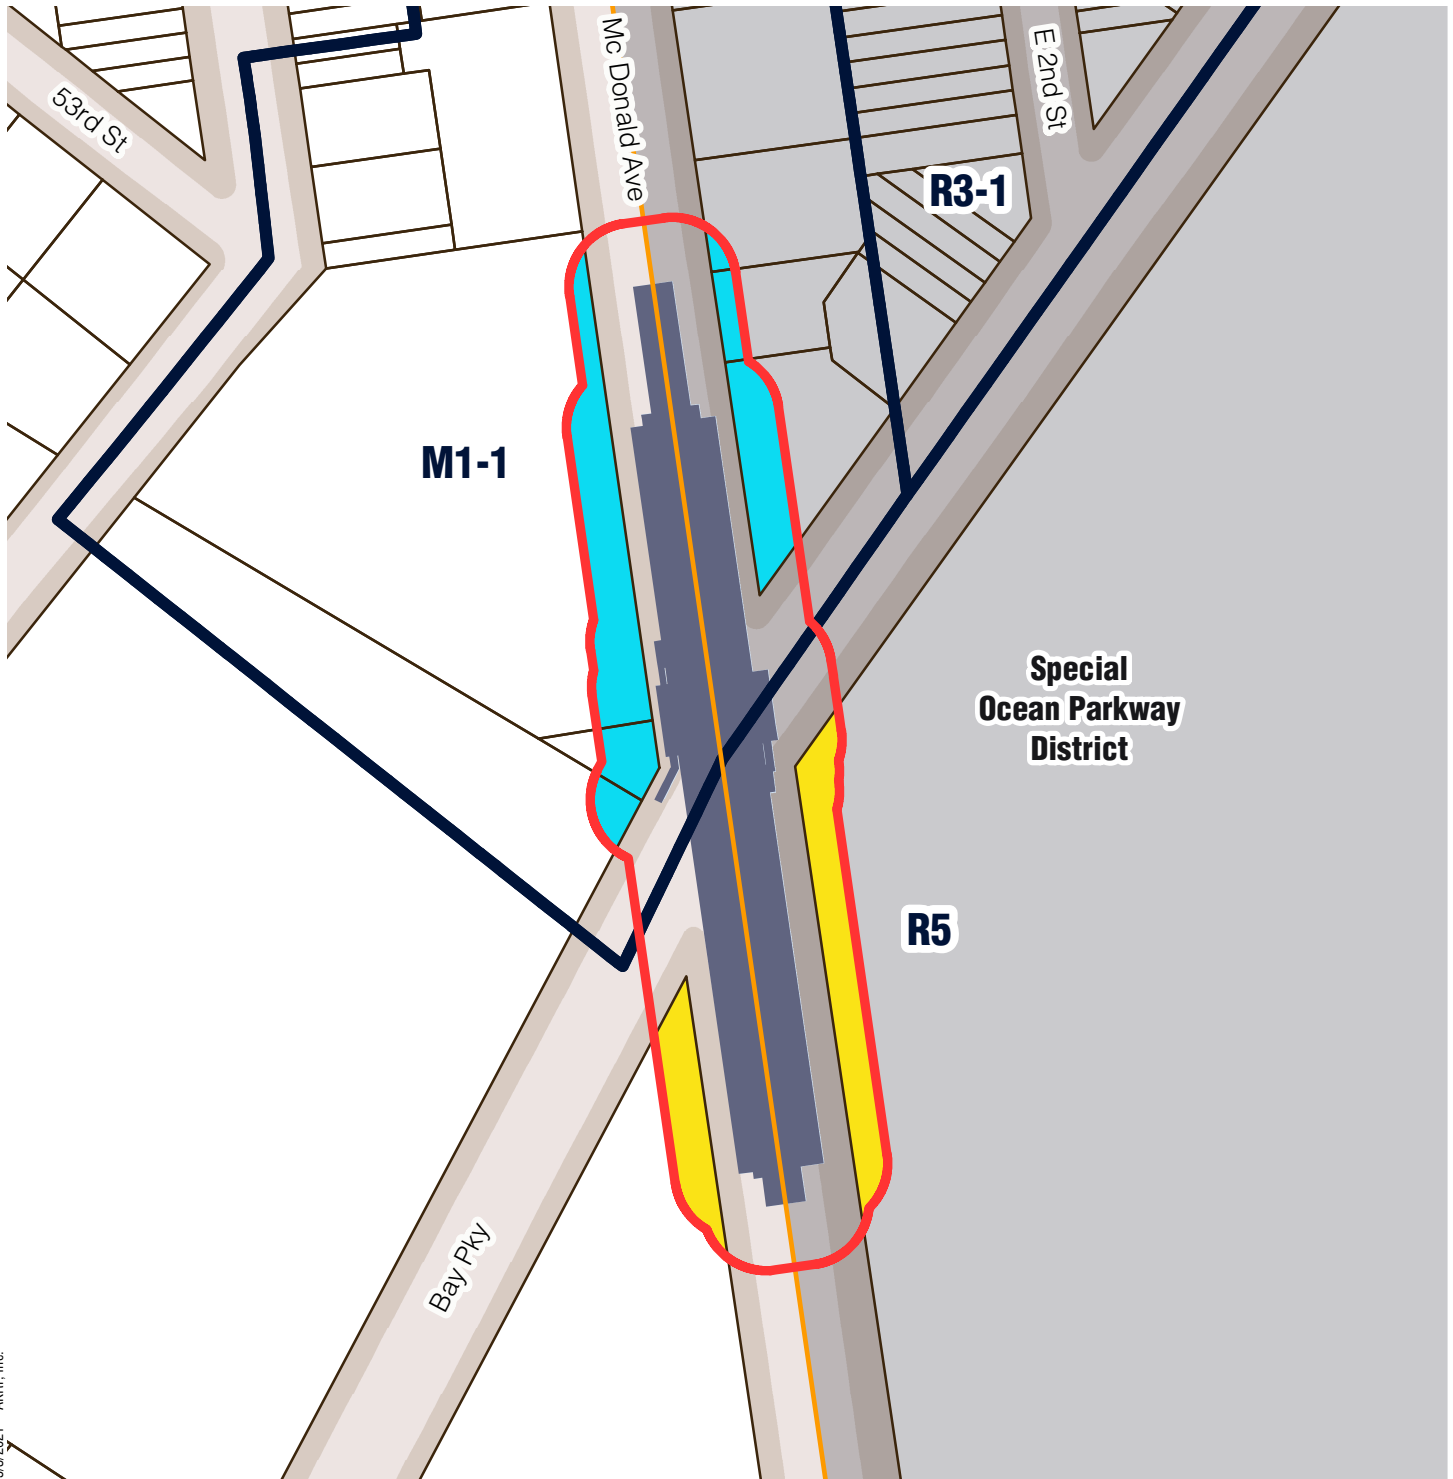 Mc Donald Ave
E 2nd St
53rd St
R3-1
M1-1
Special
Ocean Parkway
District
R5
Bay Pky